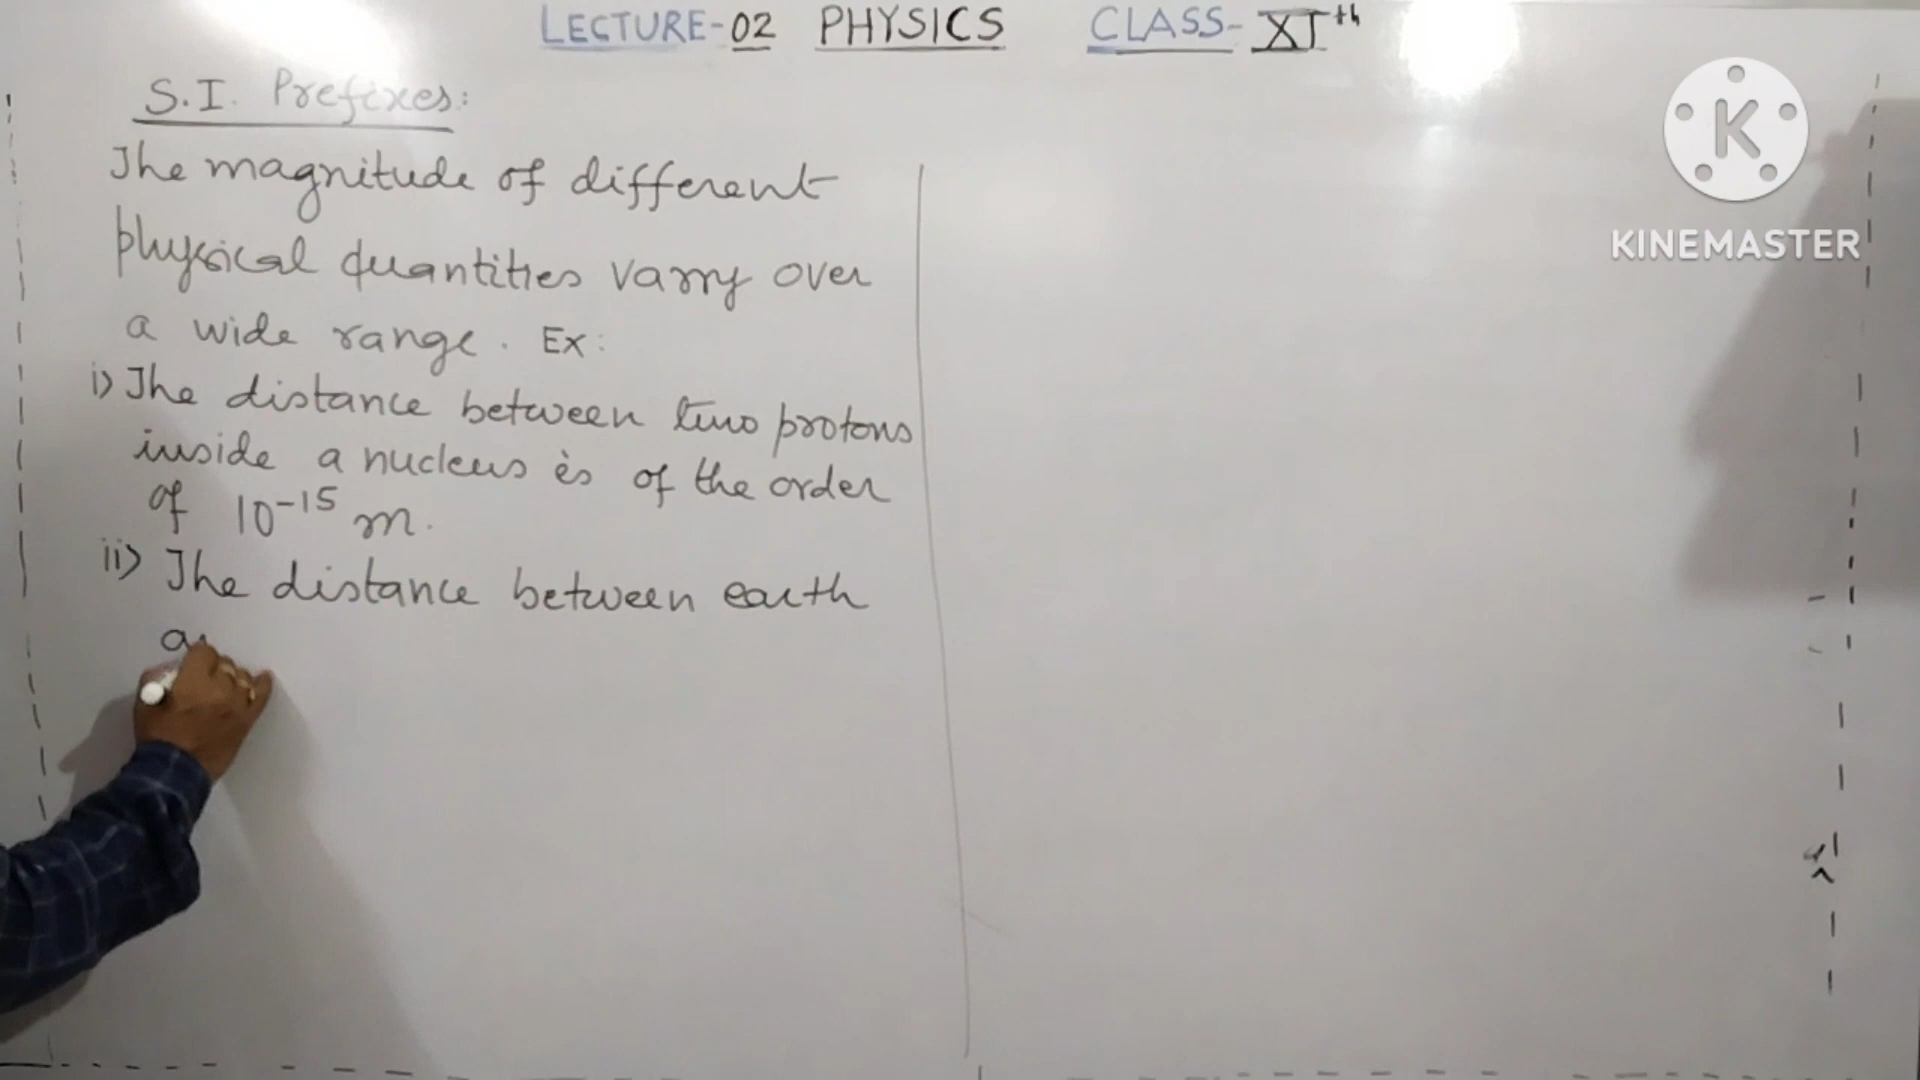 LECTURE-02 PHYSICS CLASS-XIth
S.I. Prefixes:
The magnitude of different
physical quantities varry over
a wide range. Ex:
i) The distance between two protons
inside a nucleus is of the order
of 10⁻¹⁵ m.
ii) The distance between earth
K
KINEMASTER